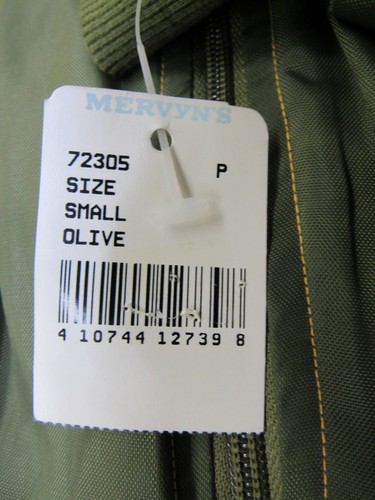 MERVYN'S
72305 P
SIZE
SMALL
OLIVE
4 10744 12739 8